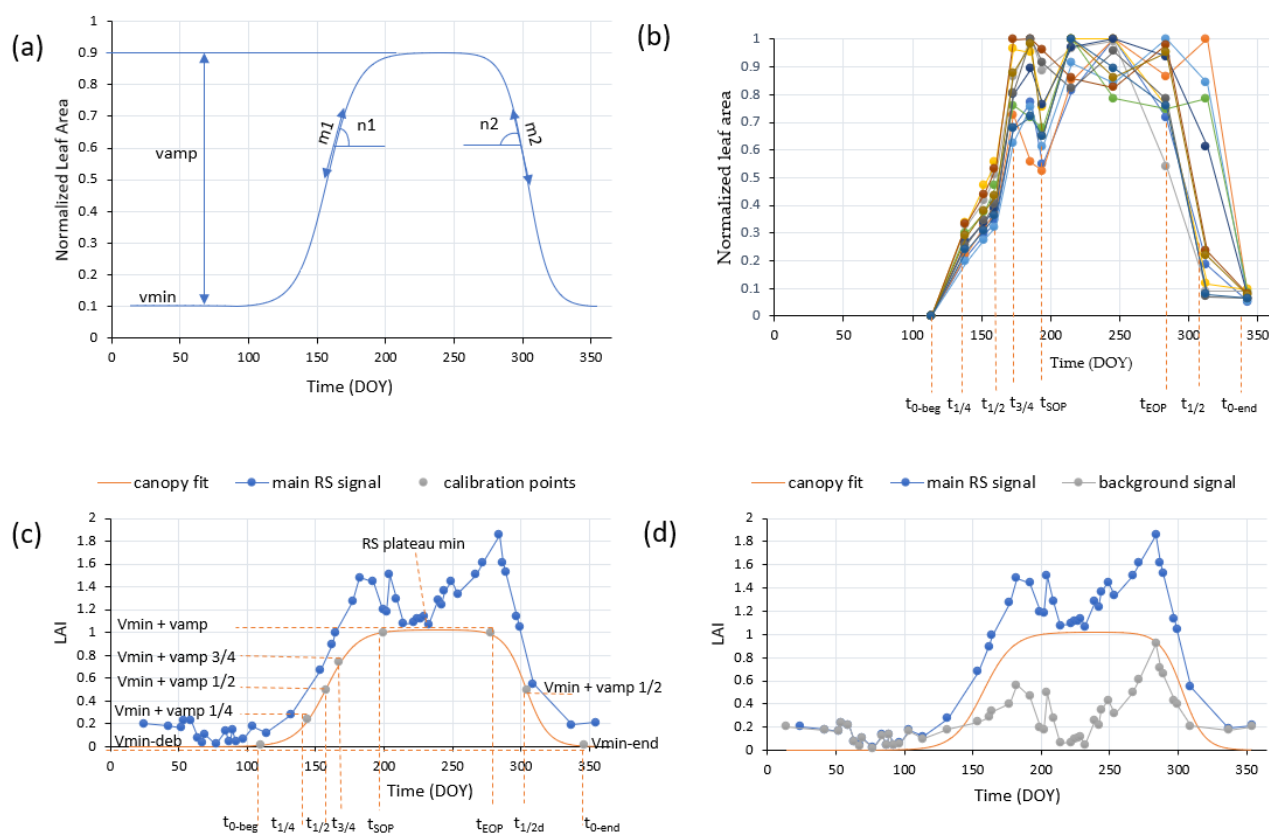 (a)
Normalized Leaf Area
1
0.9
0.8
0.7
0.6
0.5
0.4
0.3
0.2
0.1
0
vamp
vmin
m1
n1
n2
m2
0 50 100 150 200 250 300 350
Time (DOY)
(b)
Normalized leaf area
1
0.9
0.8
0.7
0.6
0.5
0.4
0.3
0.2
0.1
0
0 50 100 150 200 250 300 350
Time (DOY)
t0-beg t1/4 t1/2 t3/4 tSOP tEOP t1/2 t0-end
canopy fit main RS signal calibration points
(c)
LAI
2
1.8
1.6
1.4
1.2
1
0.8
0.6
0.4
0.2
0
RS plateau min
Vmin + vamp
Vmin + vamp 3/4
Vmin + vamp 1/2
Vmin + vamp 1/2
Vmin + vamp 1/4
Vmin-deb
Vmin-end
0 50 100 150 200 250 300 350
Time (DOY)
t0-beg t1/4 t1/2 t3/4 tSOP tEOP t1/2d t0-end
canopy fit main RS signal background signal
(d)
LAI
2
1.8
1.6
1.4
1.2
1
0.8
0.6
0.4
0.2
0
0 50 100 150 200 250 300 350
Time (DOY)